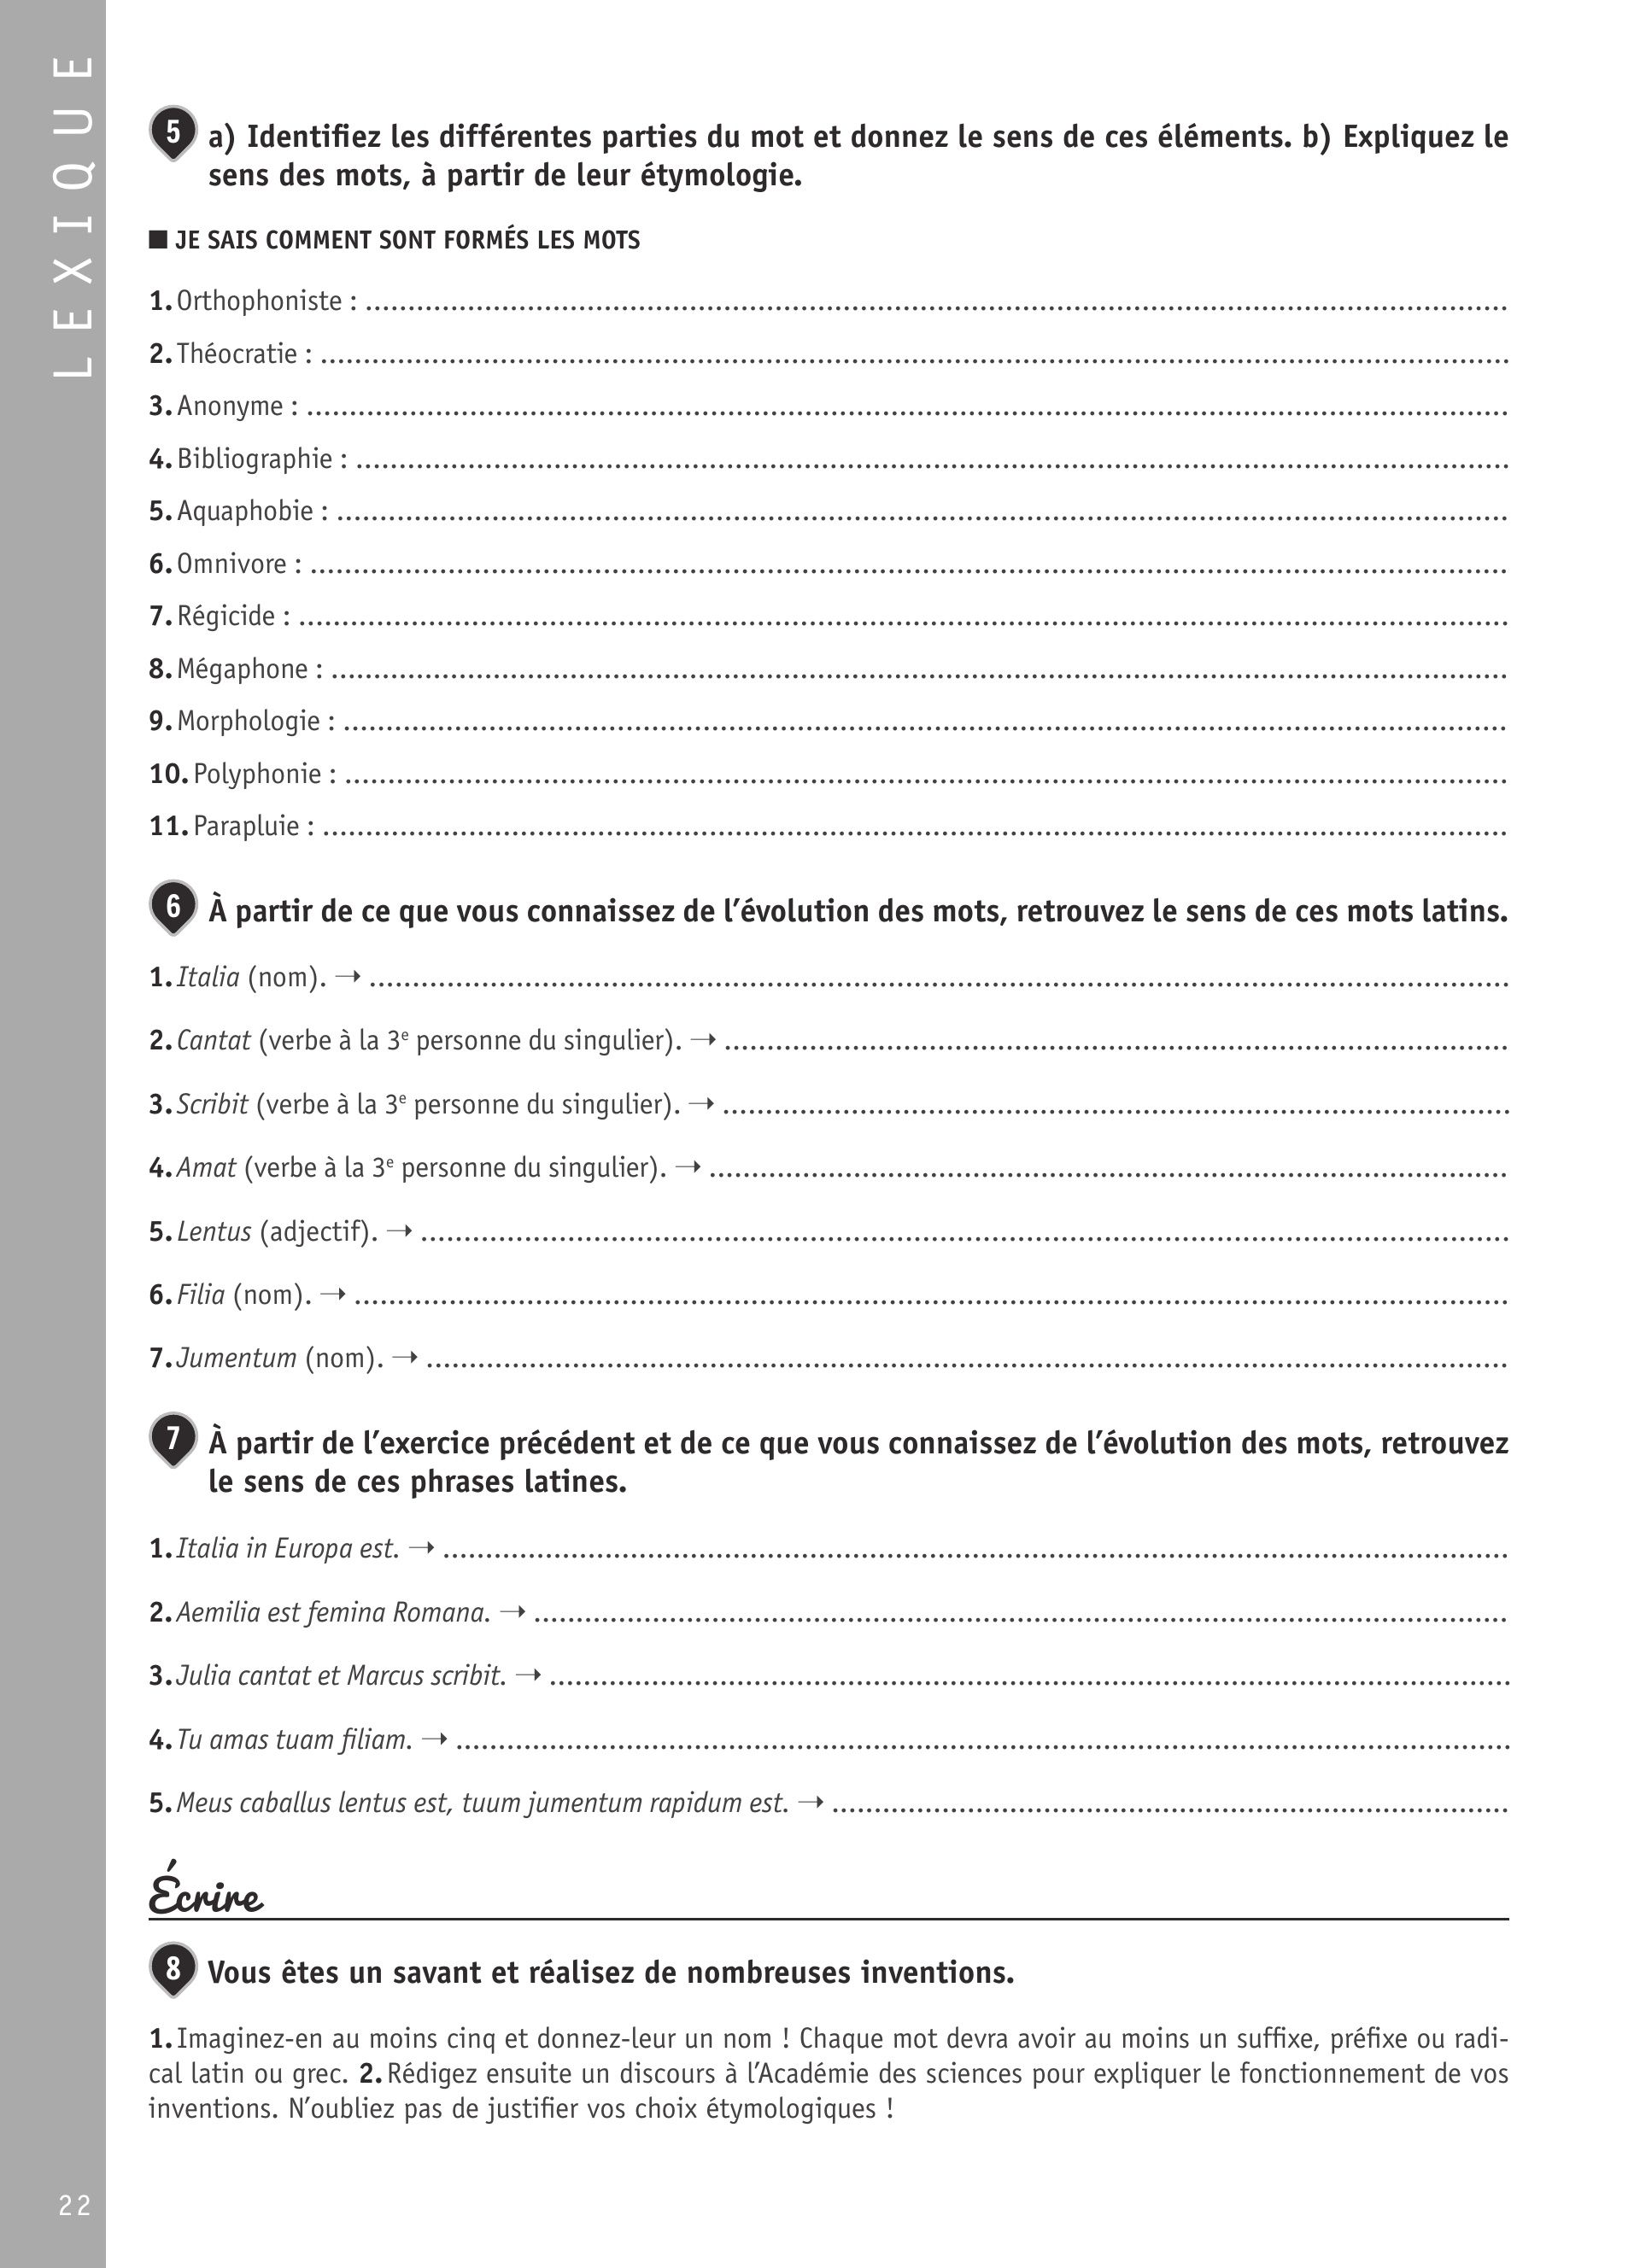 LEXIQUE
5 a) Identifiez les différentes parties du mot et donnez le sens de ces éléments. b) Expliquez le
sens des mots, à partir de leur étymologie.
■ JE SAIS COMMENT SONT FORMÉS LES MOTS
1. Orthophoniste : ........................................
2. Théocratie : ........................................
3. Anonyme : ........................................
4. Bibliographie : ........................................
5. Aquaphobie : ........................................
6. Omnivore : ........................................
7. Régicide : ........................................
8. Mégaphone : ........................................
9. Morphologie : ........................................
10. Polyphonie : ........................................
11. Parapluie : ........................................
6 À partir de ce que vous connaissez de l’évolution des mots, retrouvez le sens de ces mots latins.
1. Italia (nom). → ........................................
2. Cantat (verbe à la 3e personne du singulier). → ........................................
3. Scribit (verbe à la 3e personne du singulier). → ........................................
4. Amat (verbe à la 3e personne du singulier). → ........................................
5. Lentus (adjectif). → ........................................
6. Filia (nom). → ........................................
7. Jumentum (nom). → ........................................
7 À partir de l’exercice précédent et de ce que vous connaissez de l’évolution des mots, retrouvez
le sens de ces phrases latines.
1. Italia in Europa est. → ........................................
2. Aemilia est femina Romana. → ........................................
3. Julia cantat et Marcus scribit. → ........................................
4. Tu amas tuam filiam. → ........................................
5. Meus caballus lentus est, tuum jumentum rapidum est. → ........................................
Écrire
8 Vous êtes un savant et réalisez de nombreuses inventions.
1. Imaginez-en au moins cinq et donnez-leur un nom ! Chaque mot devra avoir au moins un suffixe, préfixe ou radi-
cal latin ou grec. 2. Rédigez ensuite un discours à l’Académie des sciences pour expliquer le fonctionnement de vos
inventions. N’oubliez pas de justifier vos choix étymologiques !
22